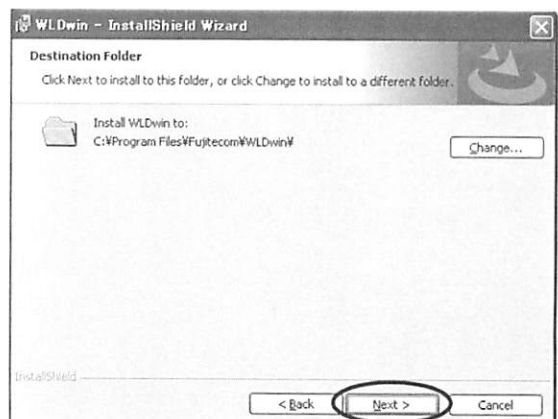 WLDwin - InstallShield Wizard
Destination Folder
Click Next to install to this folder, or click Change to install to a different folder.
Install WLDwin to:
C:¥Program Files¥Fujitecom¥WLDwin¥
Change...
InstallShield
< Back Next > Cancel